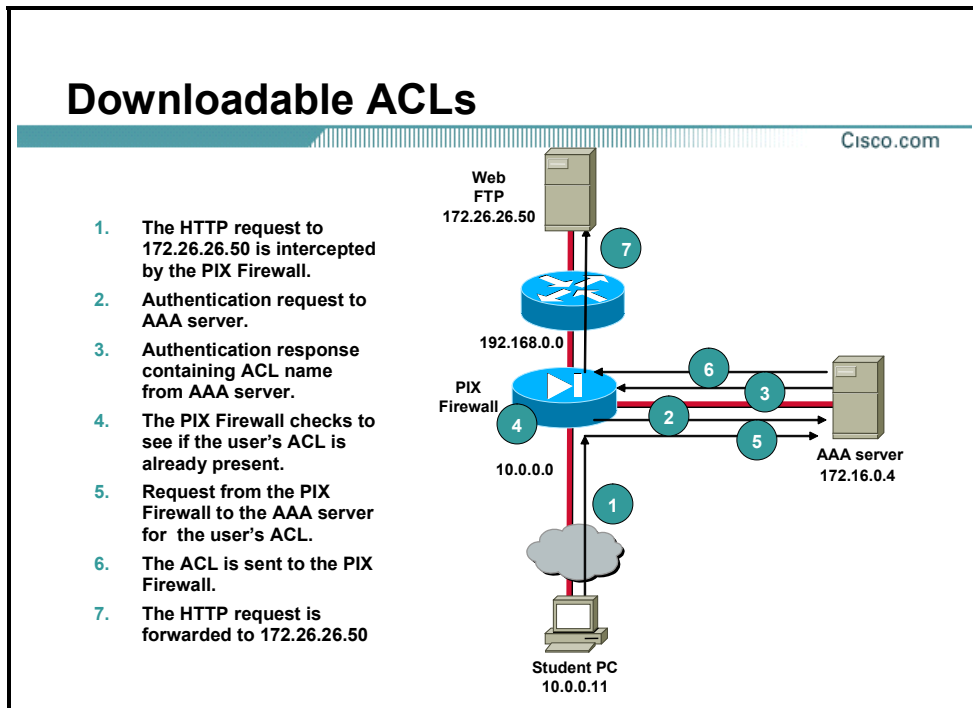 Downloadable ACLs
Cisco.com
1. The HTTP request to
172.26.26.50 is intercepted
by the PIX Firewall.
2. Authentication request to
AAA server.
3. Authentication response
containing ACL name
from AAA server.
4. The PIX Firewall checks to
see if the user's ACL is
already present.
5. Request from the PIX
Firewall to the AAA server
for the user's ACL.
6. The ACL is sent to the PIX
Firewall.
7. The HTTP request is
forwarded to 172.26.26.50
Web
FTP
172.26.26.50
7
192.168.0.0
6
PIX
Firewall
3
4
2
5
AAA server
172.16.0.4
10.0.0.0
1
Student PC
10.0.0.11